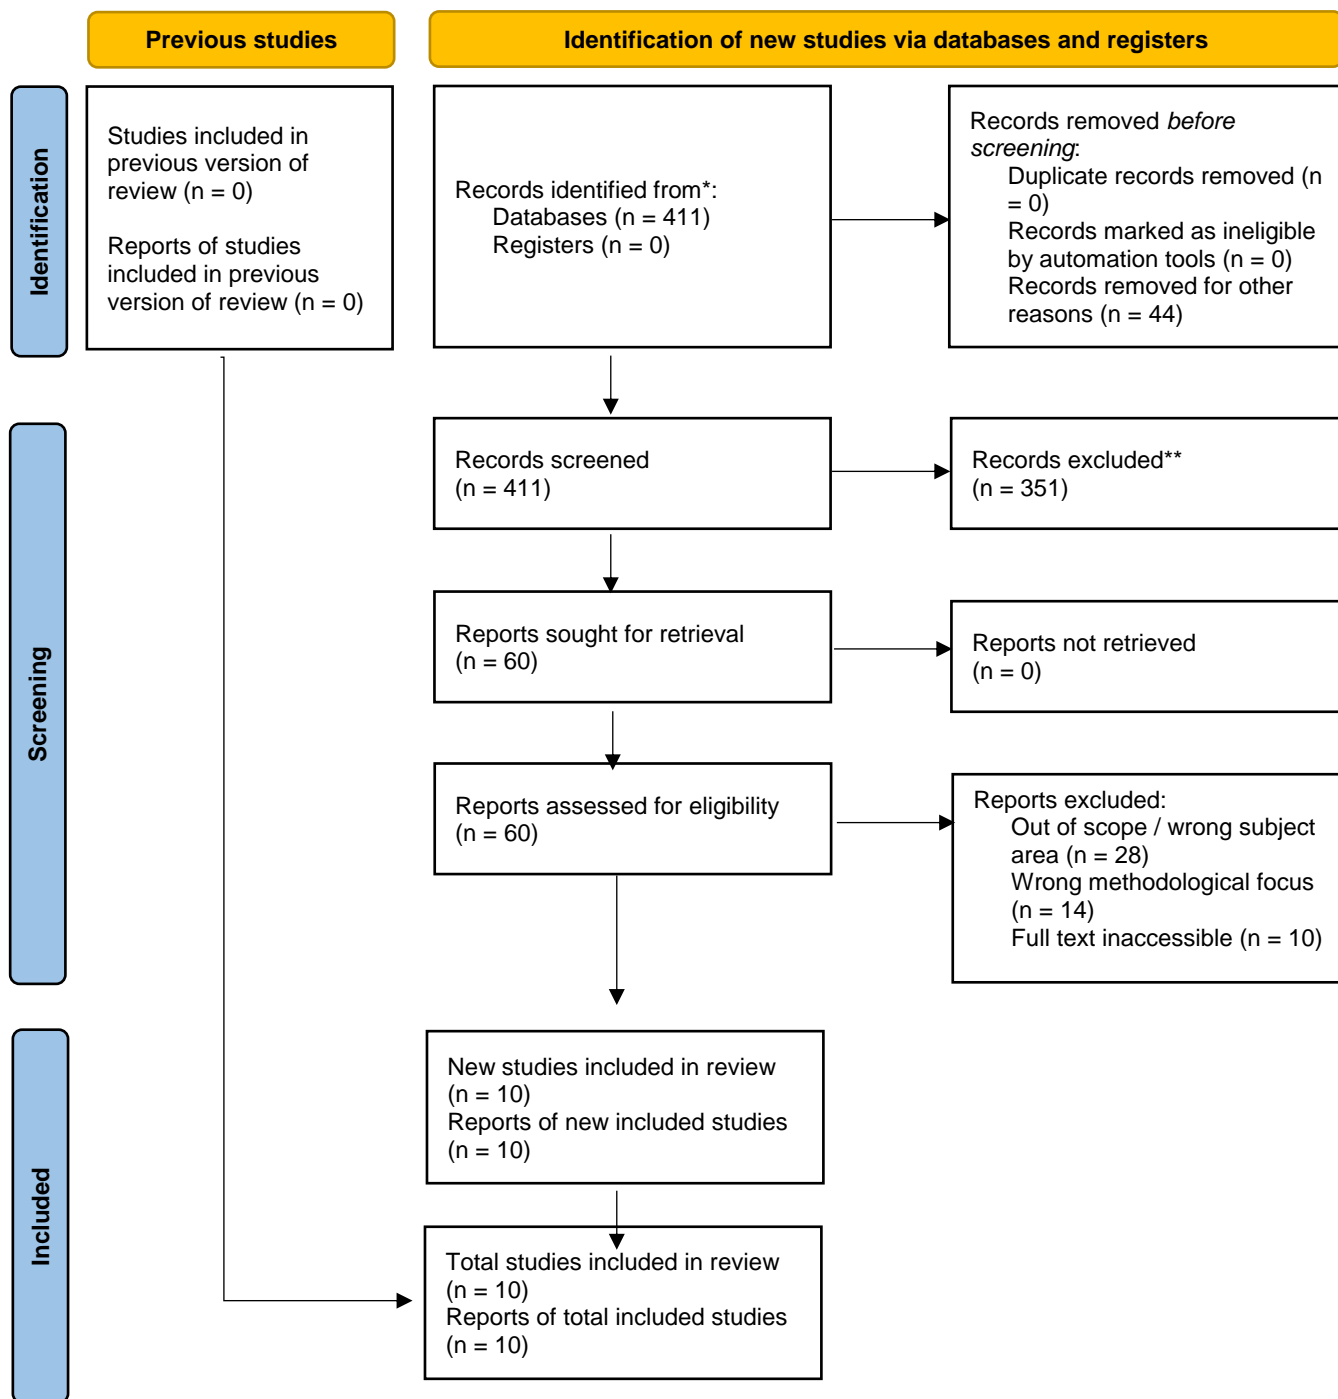 Previous studies
Identification of new studies via databases and registers
Identification
Studies included in
previous version of
review (n = 0)
Reports of studies
included in previous
version of review (n = 0)
Records identified from*:
Databases (n = 411)
Registers (n = 0)
Records removed before
screening:
Duplicate records removed (n
= 0)
Records marked as ineligible
by automation tools (n = 0)
Records removed for other
reasons (n = 44)
Screening
Records screened
(n = 411)
Records excluded**
(n = 351)
Reports sought for retrieval
(n = 60)
Reports not retrieved
(n = 0)
Reports assessed for eligibility
(n = 60)
Reports excluded:
Out of scope / wrong subject
area (n = 28)
Wrong methodological focus
(n = 14)
Full text inaccessible (n = 10)
Included
New studies included in review
(n = 10)
Reports of new included studies
(n = 10)
Total studies included in review
(n = 10)
Reports of total included studies
(n = 10)